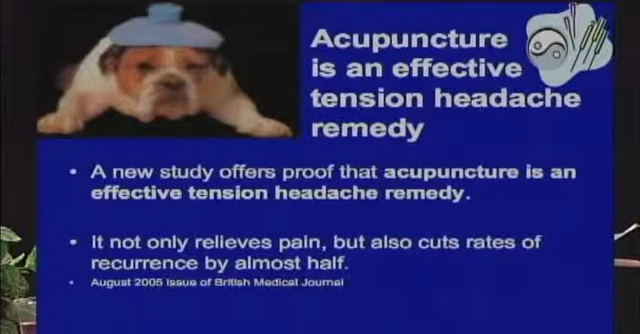 Acupuncture
is an effective
tension headache
remedy
• A new study offers proof that acupuncture is an
effective tension headache remedy.
• It not only relieves pain, but also cuts rates of
recurrence by almost half.
• August 2005 issue of British Medical Journal